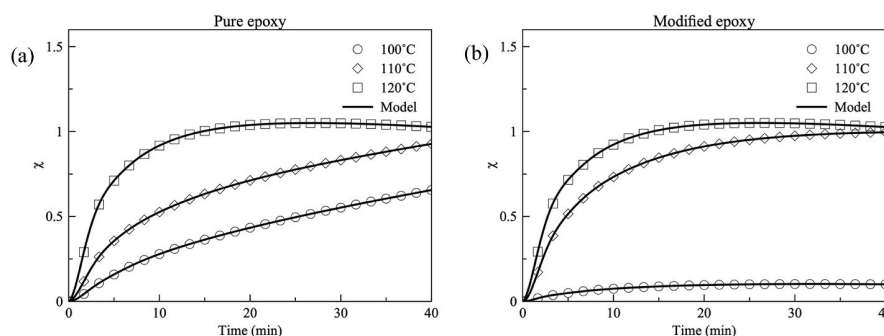 Pure epoxy
(a)
1.5
1
0.5
0
χ
100˚C
110˚C
120˚C
Model
0
10
20
30
40
Time (min)
Modified epoxy
(b)
1.5
1
0.5
0
χ
100˚C
110˚C
120˚C
Model
0
10
20
30
40
Time (min)